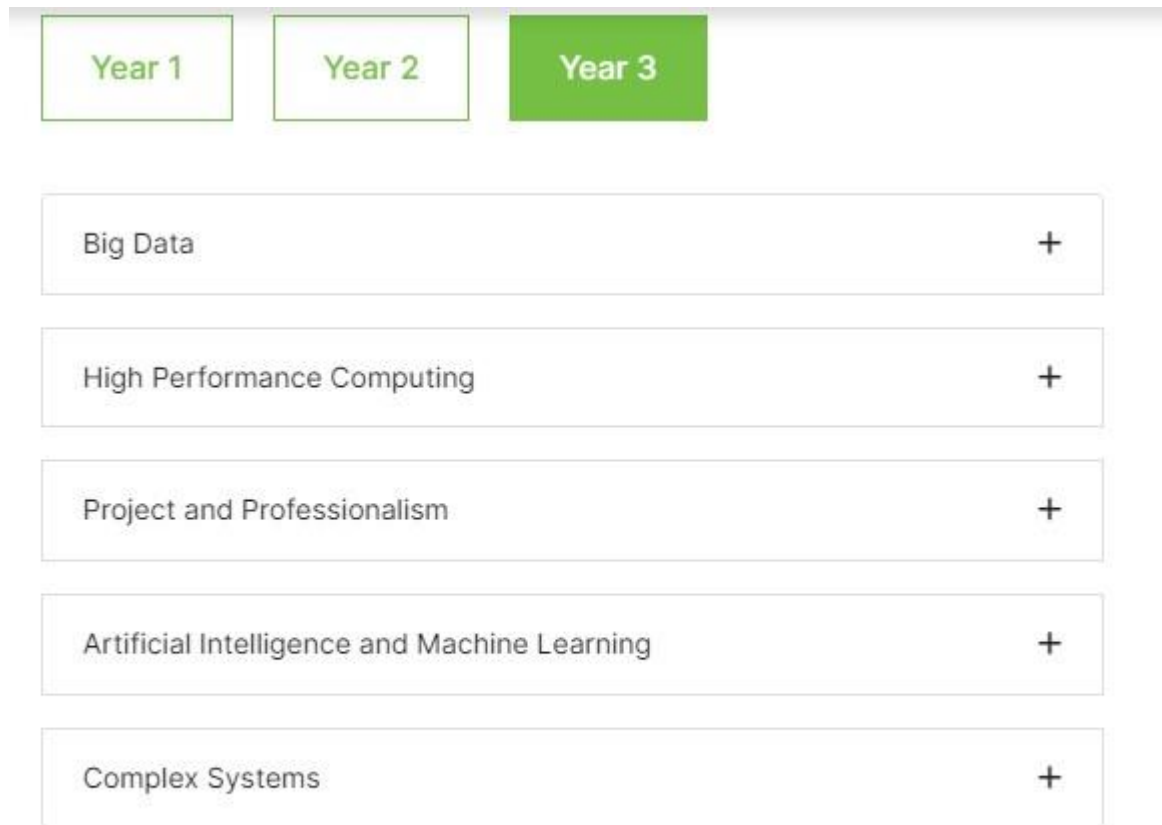 Year 1 Year 2 Year 3
Big Data +
High Performance Computing +
Project and Professionalism +
Artificial Intelligence and Machine Learning +
Complex Systems +